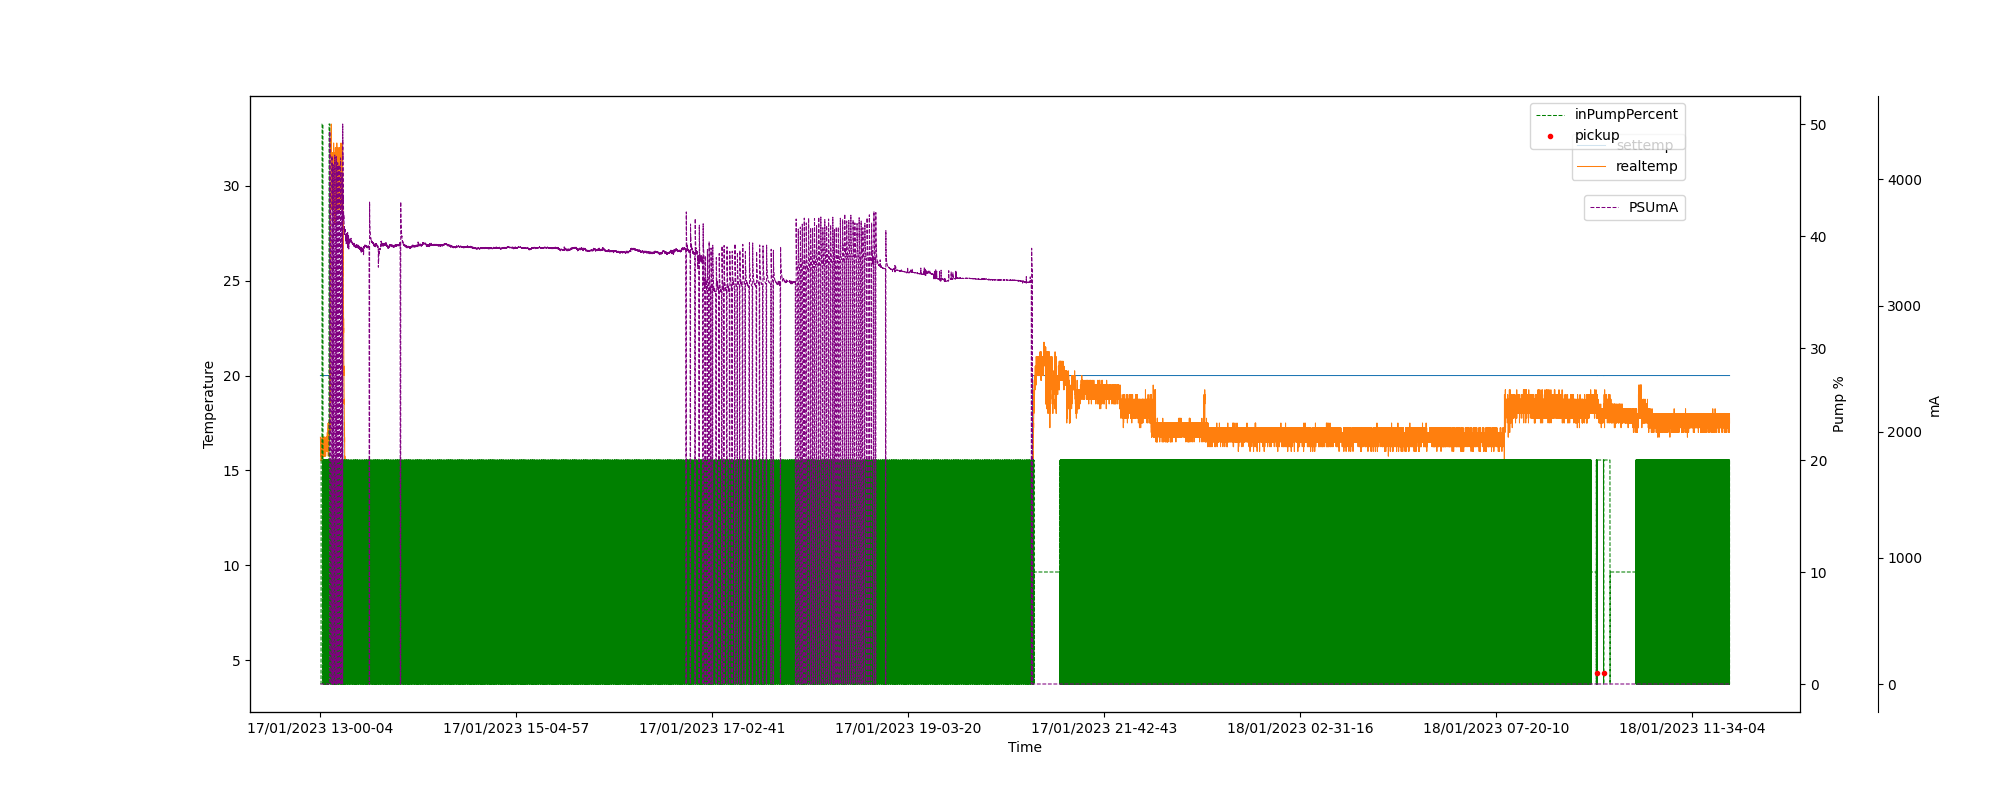 inPumpPercent
pickup
settemp
realtemp
PSUmA
30
25
20
15
10
5
Temperature
50
40
30
20
10
0
Pump %
4000
3000
2000
1000
0
mA
17/01/2023 13-00-04
17/01/2023 15-04-57
17/01/2023 17-02-41
17/01/2023 19-03-20
17/01/2023 21-42-43
18/01/2023 02-31-16
18/01/2023 07-20-10
18/01/2023 11-34-04
Time